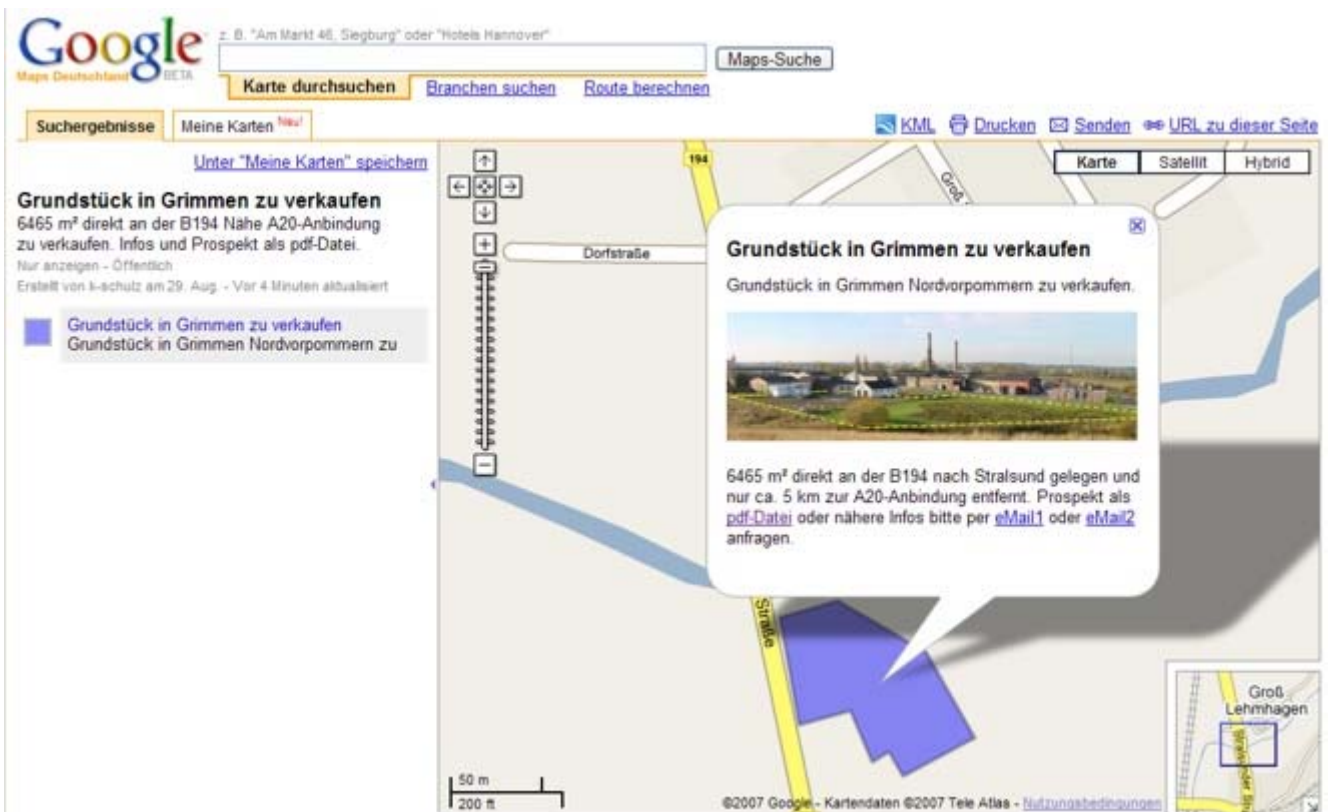 Google
Maps Deutschland BETA
z. B. "Am Markt 46, Siegburg" oder "Hotels Hannover"
Maps-Suche
Karte durchsuchen
Branchen suchen
Route berechnen
Suchergebnisse
Meine Karten Neu!
KML
Drucken
Senden
URL zu dieser Seite
Unter "Meine Karten" speichern
Grundstück in Grimmen zu verkaufen
6465 m² direkt an der B194 Nähe A20-Anbindung
zu verkaufen. Infos und Prospekt als pdf-Datei.
Nur anzeigen - Öffentlich
Erstellt von k-schulz am 29. Aug. - Vor 4 Minuten aktualisiert
Grundstück in Grimmen zu verkaufen
Grundstück in Grimmen Nordvorpommern zu
194
Groß
Karte
Satellit
Hybrid
Dorfstraße
Grundstück in Grimmen zu verkaufen
Grundstück in Grimmen Nordvorpommern zu verkaufen.
6465 m² direkt an der B194 nach Stralsund gelegen und
nur ca. 5 km zur A20-Anbindung entfernt. Prospekt als
pdf-Datei oder nähere Infos bitte per eMail1 oder eMail2
anfragen.
Straße
Groß
Lehmhagen
Stralsunder
50 m
200 ft
©2007 Google - Kartendaten ©2007 Tele Atlas - Nutzungsbedingungen